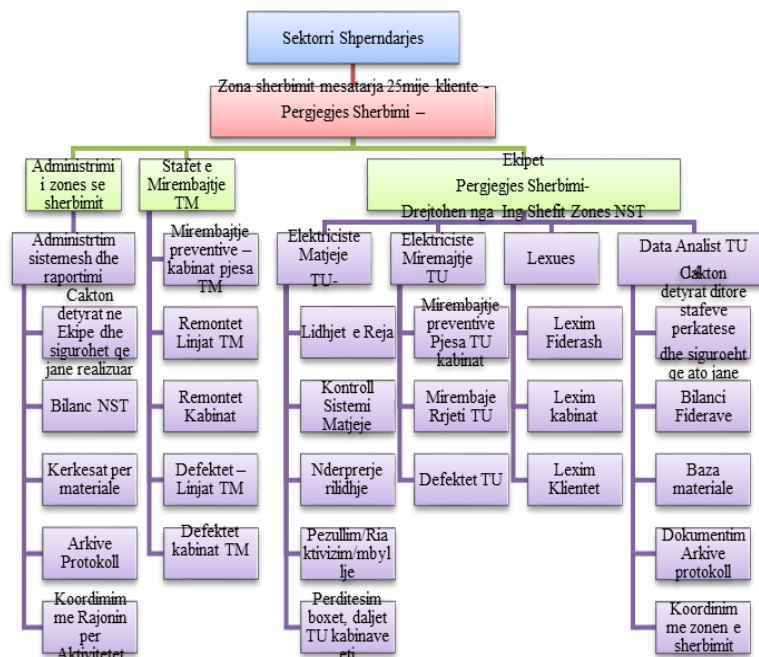 Sektorri Shperndarjes
Zona sherbimit mesatarja 25mije kliente -
Pergjegjes Sherbimi –
Administrimi
i zones se
sherbimit
Stafet e
Mirembajtje
TM
Ekipet
Pergjegjes Sherbimi-
Drejtohen nga Ing Shefit Zones NST
Administrtim
sistemesh dhe
raportimi
Cakton
detyrat ne
Ekipe dhe
sigurohet qe
jane realizuar
Bilanc NST
Kerkesat per
materiale
Arkive
Protokoll
Koordimim
me Rajonin
per
Aktivitetet
Mirembajtje
preventive –
kabinat pjesa
TM
Remontet
Linjat TM
Remontet
Kabinat
Defektet –
Linjat TM
Defektet
kabinat TM
Elektriciste
Matjeje
TU-
Lidhjet e Reja
Kontroll
Sistemi
Matjeje
Nderprerje
rilidhje
Pezullim/Ria
ktivizim/mbyl
lje
Perditesim
boxet, daljet
TU kabinave
eti
Elektriciste
Miremajtje
TU
Mirembajtje
preventive
Pjesa TU
kabinat
Mirembaje
Rrjeti TU
Defektet TU
Lexues
Lexim
Fiderash
Lexim
kabinat
Lexim
Klientet
Data Analist TU
Cakton
detyrat ditore
stafeve
perkatese
dhe siguroeht
qe ato jane
Bilanci
Fiderave
Baza
materiale
Dokumentim
Arkive
protokoll
Koordinim
me zonen e
sherbimit